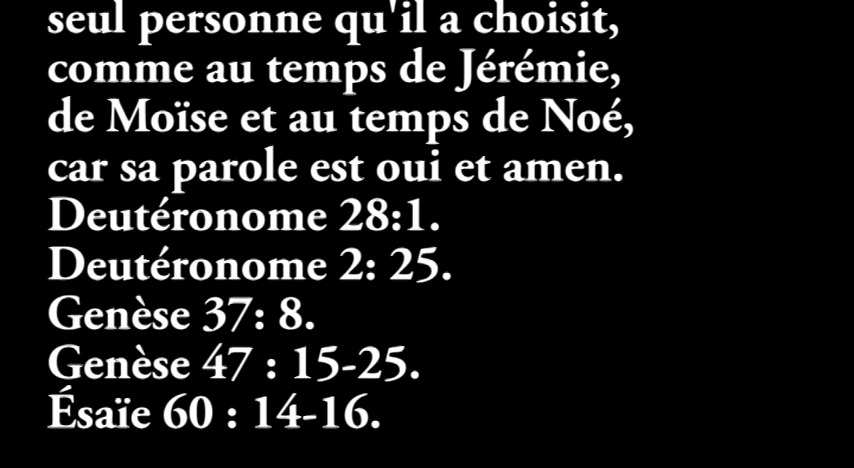 seul personne qu'il a choisit,
comme au temps de Jérémie,
de Moïse et au temps de Noé,
car sa parole est oui et amen.
Deutéronome 28:1.
Deutéronome 2: 25.
Genèse 37: 8.
Genèse 47 : 15-25.
Ésaïe 60 : 14-16.